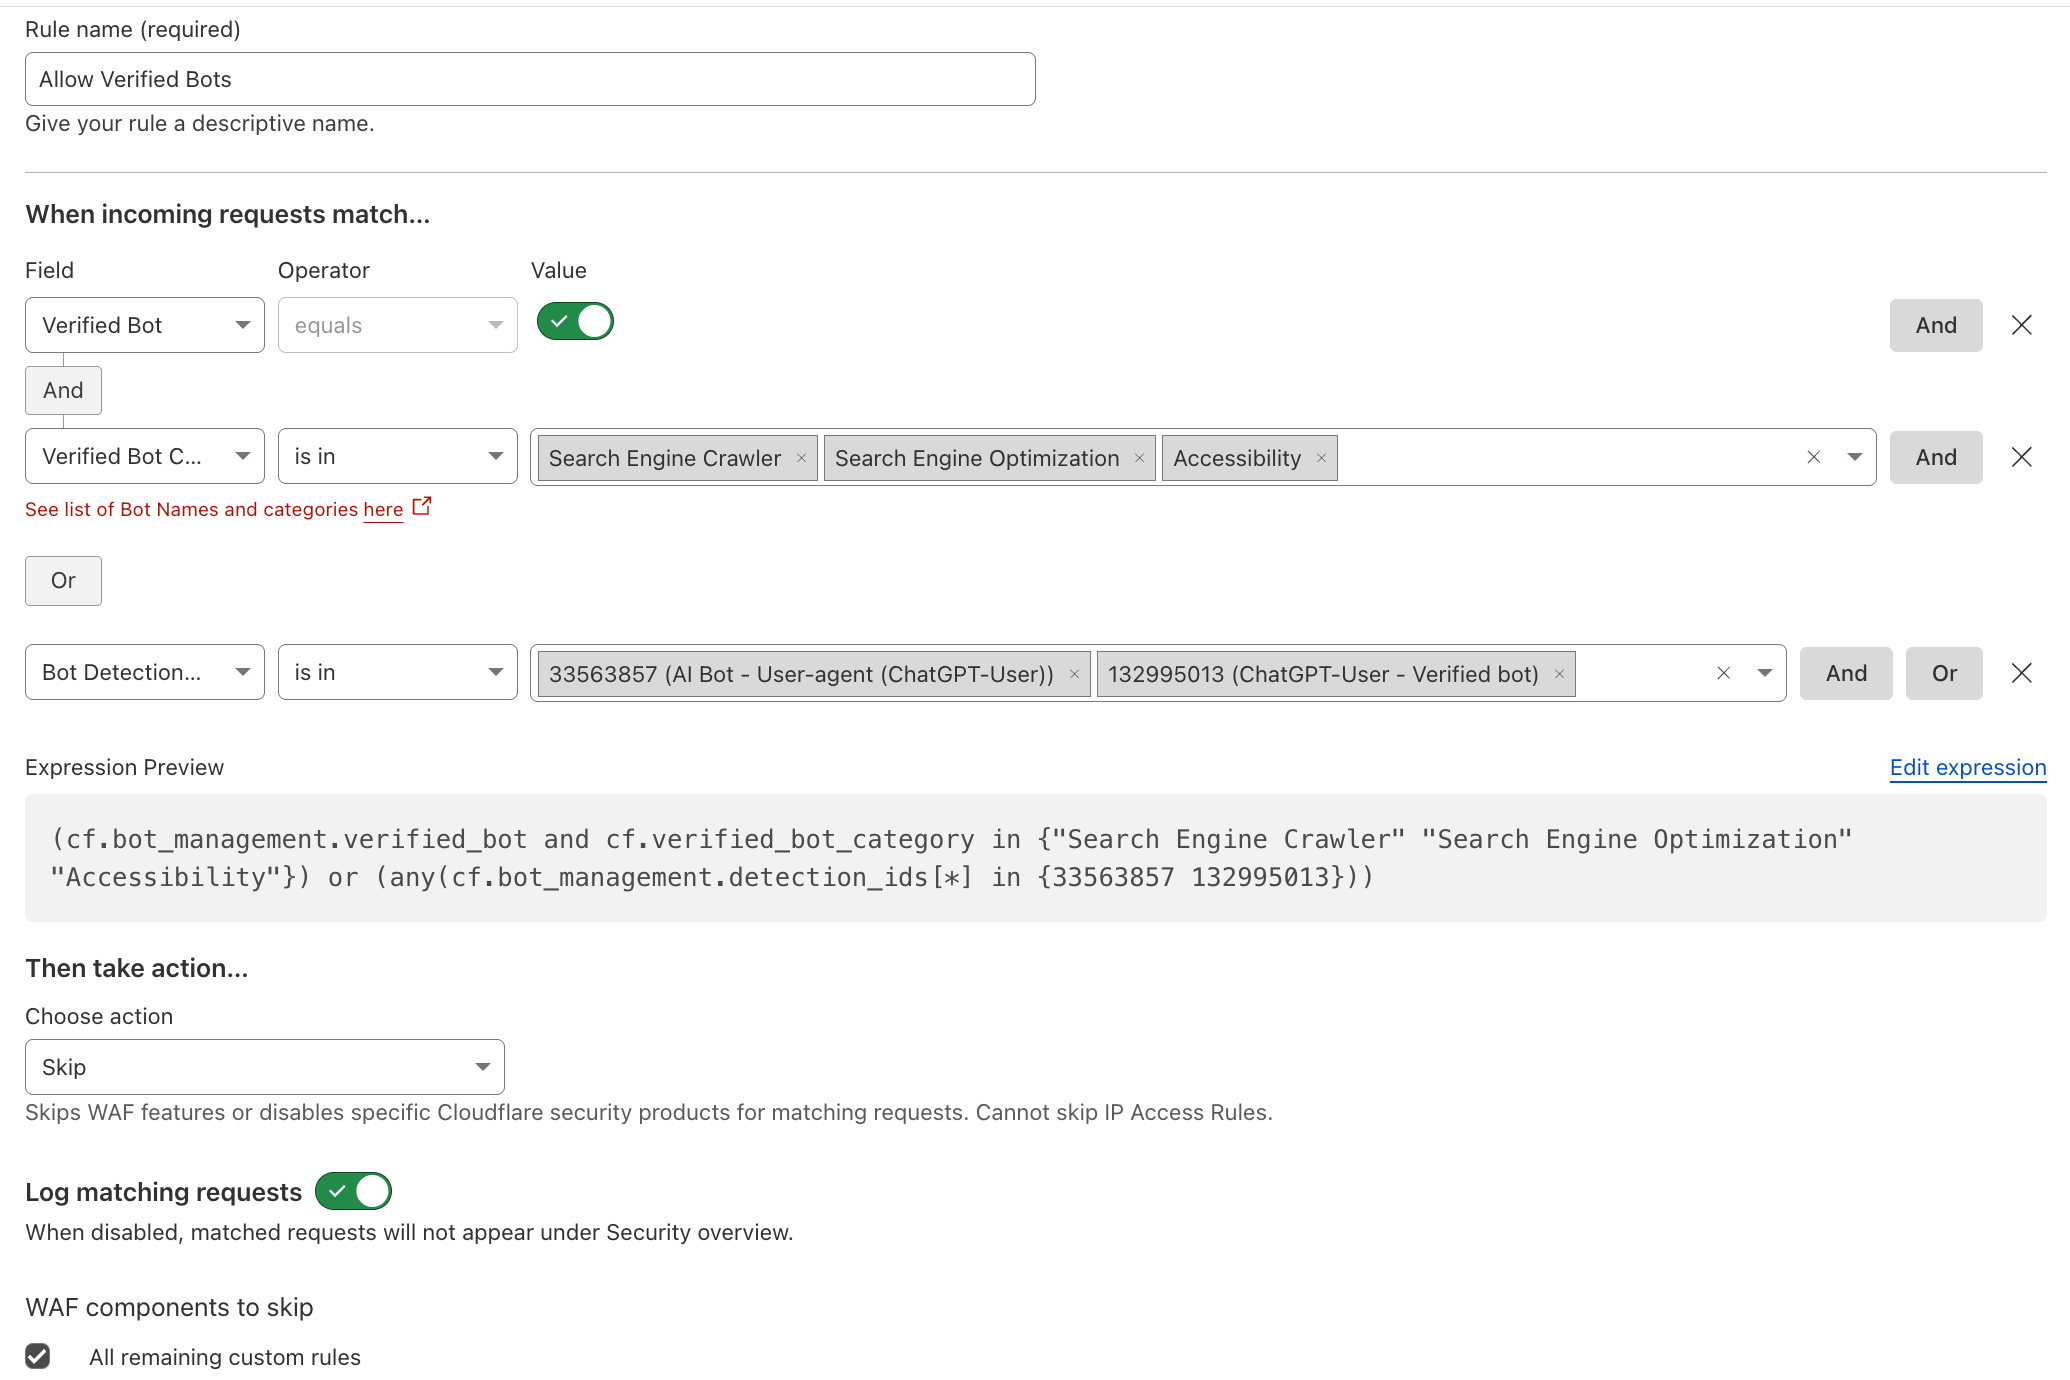 Rule name (required)
Allow Verified Bots
Give your rule a descriptive name.
When incoming requests match...
Field Operator Value
Verified Bot equals And
And
Verified Bot C... is in Search Engine Crawler × Search Engine Optimization × Accessibility × And
See list of Bot Names and categories here
Or
Bot Detection... is in 33563857 (AI Bot - User-agent (ChatGPT-User)) × 132995013 (ChatGPT-User - Verified bot) × And Or
Expression Preview Edit expression
(cf.bot_management.verified_bot and cf.verified_bot_category in {"Search Engine Crawler" "Search Engine Optimization"
"Accessibility"}) or (any(cf.bot_management.detection_ids[*] in {33563857 132995013}))
Then take action...
Choose action
Skip
Skips WAF features or disables specific Cloudflare security products for matching requests. Cannot skip IP Access Rules.
Log matching requests
When disabled, matched requests will not appear under Security overview.
WAF components to skip
All remaining custom rules